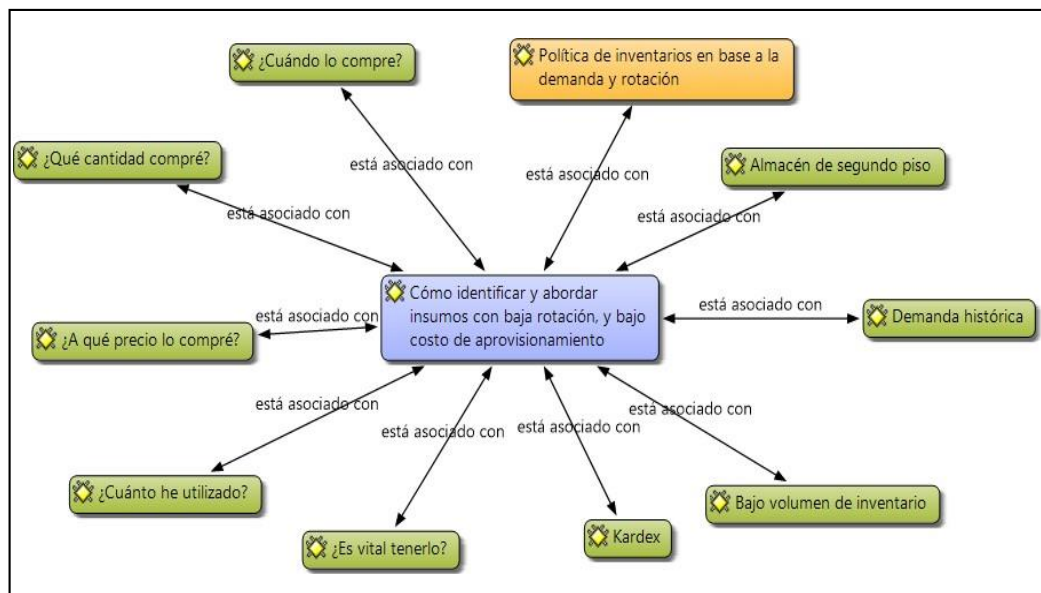 ¿Cuándo lo compre?
Política de inventarios en base a la
demanda y rotación
¿Qué cantidad compré?
está asociado con
está asociado con
Almacén de segundo piso
está asociado con
está asociado con
Cómo identificar y abordar
insumos con baja rotación, y bajo
costo de aprovisionamiento
está asociado con
Demanda histórica
está asociado con
¿A qué precio lo compré?
está asociado con
está asociado con
está asociado con
está asociado con
¿Cuánto he utilizado?
Bajo volumen de inventario
¿Es vital tenerlo?
Kardex